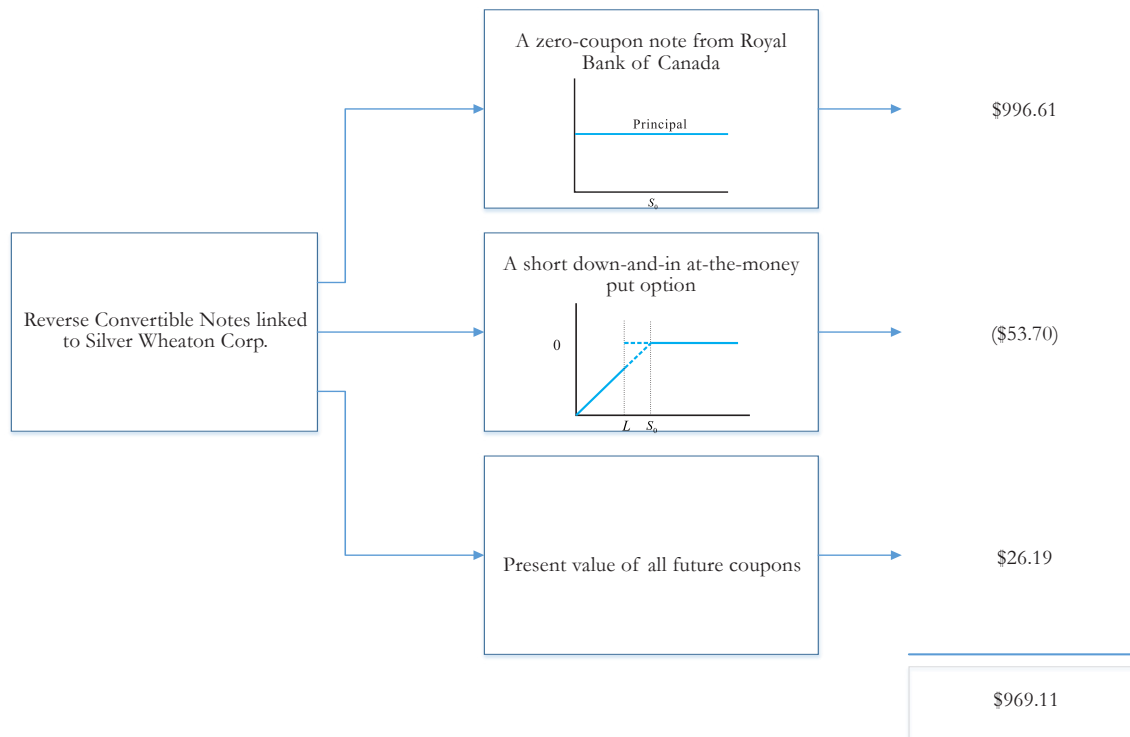 A zero-coupon note from Royal
Bank of Canada
Principal
S₀
$996.61
Reverse Convertible Notes linked
to Silver Wheaton Corp.
A short down-and-in at-the-money
put option
0
L S₀
($53.70)
Present value of all future coupons
$26.19
$969.11